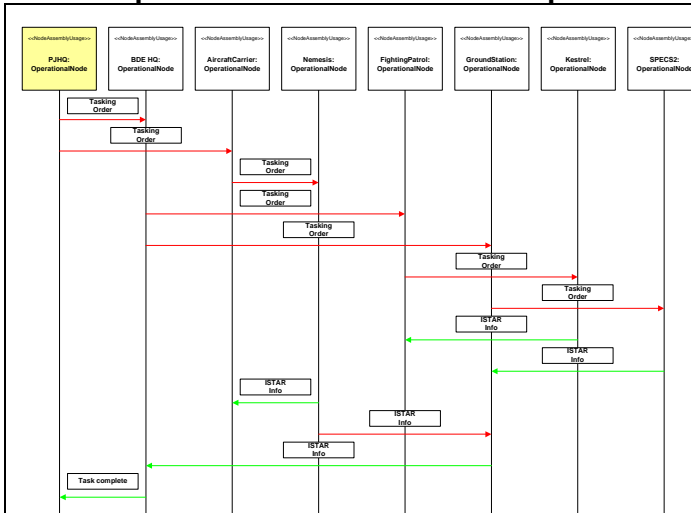 <<NodeAssemblyUsage>>
PJHQ:
OperationalNode
<<NodeAssemblyUsage>>
BDE HQ:
OperationalNode
<<NodeAssemblyUsage>>
AircraftCarrier:
OperationalNode
<<NodeAssemblyUsage>>
Nemesis:
OperationalNode
<<NodeAssemblyUsage>>
FightingPatrol:
OperationalNode
<<NodeAssemblyUsage>>
GroundStation:
OperationalNode
<<NodeAssemblyUsage>>
Kestrel:
OperationalNode
<<NodeAssemblyUsage>>
SPECS2:
OperationalNode
Tasking
Order
Tasking
Order
Tasking
Order
Tasking
Order
Tasking
Order
Tasking
Order
Tasking
Order
ISTAR
Info
ISTAR
Info
ISTAR
Info
ISTAR
Info
ISTAR
Info
Task complete